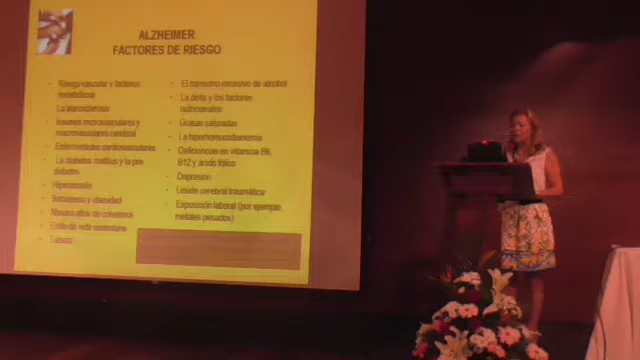 ALZHEIMER
FACTORES DE RIESGO
Riesgo vascular y factores
metabólicos
La aterosclerosis
lesiones microvasculares y
macrovasculares cerebral
Enfermedades cardiovasculares
La diabetes mellitus y la pre-
diabetes
Hipertensión
Sobrepeso y obesidad
Niveles altos de colesterol
Estilo de vida sedentario
Tabaco
El consumo excesivo de alcohol
La dieta y los factores
nutricionales
Grasas saturadas
La hiperhomocisteinemia
Deficiencias en vitamina B6,
B12 y ácido fólico
Depresión
Lesión cerebral traumática
Exposición laboral (por ejemplo,
metales pesados)